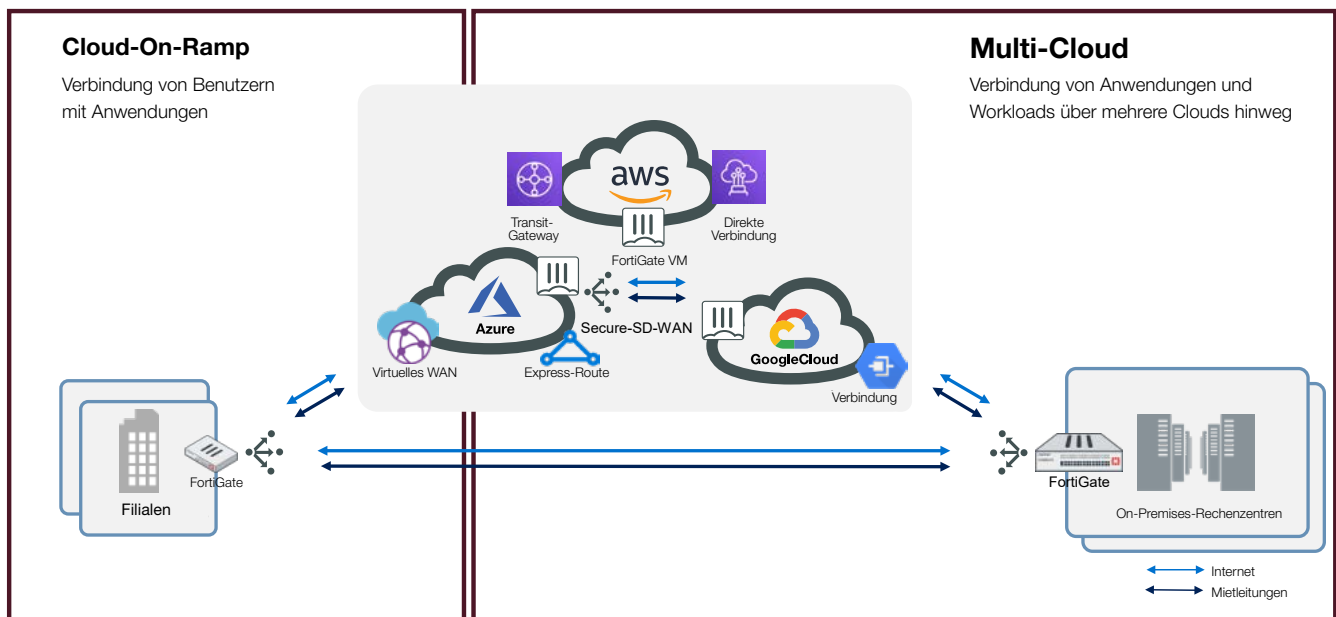 Cloud-On-Ramp
Verbindung von Benutzern
mit Anwendungen
Multi-Cloud
Verbindung von Anwendungen und
Workloads über mehrere Clouds hinweg
aws
Transit-
Gateway
Direkte
Verbindung
FortiGate VM
Azure
Secure-SD-WAN
GoogleCloud
Virtuelles WAN
Express-Route
Verbindung
FortiGate
Filialen
FortiGate
On-Premises-Rechenzentren
Internet
Mietleitungen